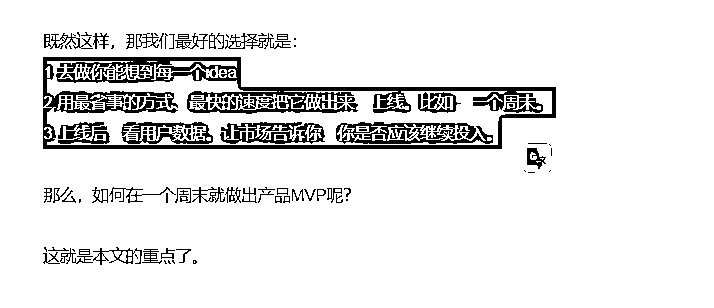 既然这样，那我们最好的选择就是：
1 去做你能想到每一个idea
2 用最省事的方式、最快的速度把它做出来、上线。比如 一个周末。
3 上线后 看用户数据。让市场告诉你 你是否应该继续投入。
那么，如何在一个周末就做出产品MVP呢?
这就是本文的重点了。